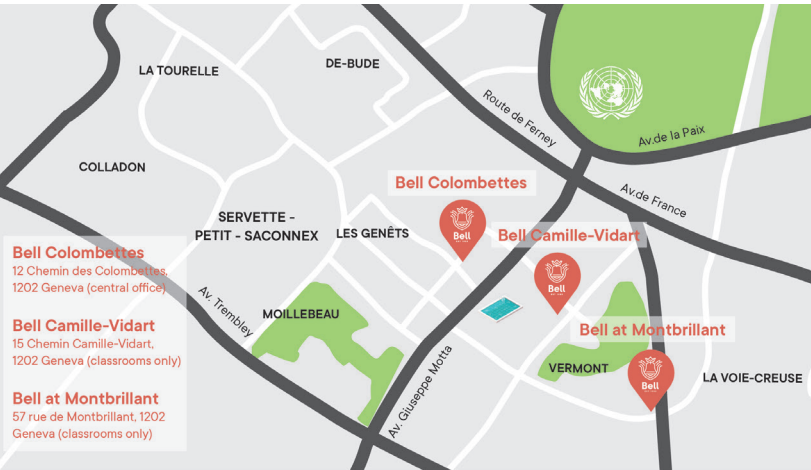 LA TOURELLE
DE-BUDE
Route de Ferney
Av.de la Paix
COLLADON
Bell Colombettes
Av.de France
SERVETTE -
PETIT - SACONNEX
LES GENÊTS
Bell
Bell Camille-Vidart
Bell
Bell Colombettes
12 Chemin des Colombettes,
1202 Geneva (central office)
Bell Camille-Vidart
15 Chemin Camille-Vidart,
1202 Geneva (classrooms only)
Bell at Montbrillant
57 rue de Montbrillant, 1202
Geneva (classrooms only)
Av. Trembley
MOILLEBEAU
Av. Giuseppe Motta
Bell at Montbrillant
VERMONT
Bell
LA VOIE-CREUSE